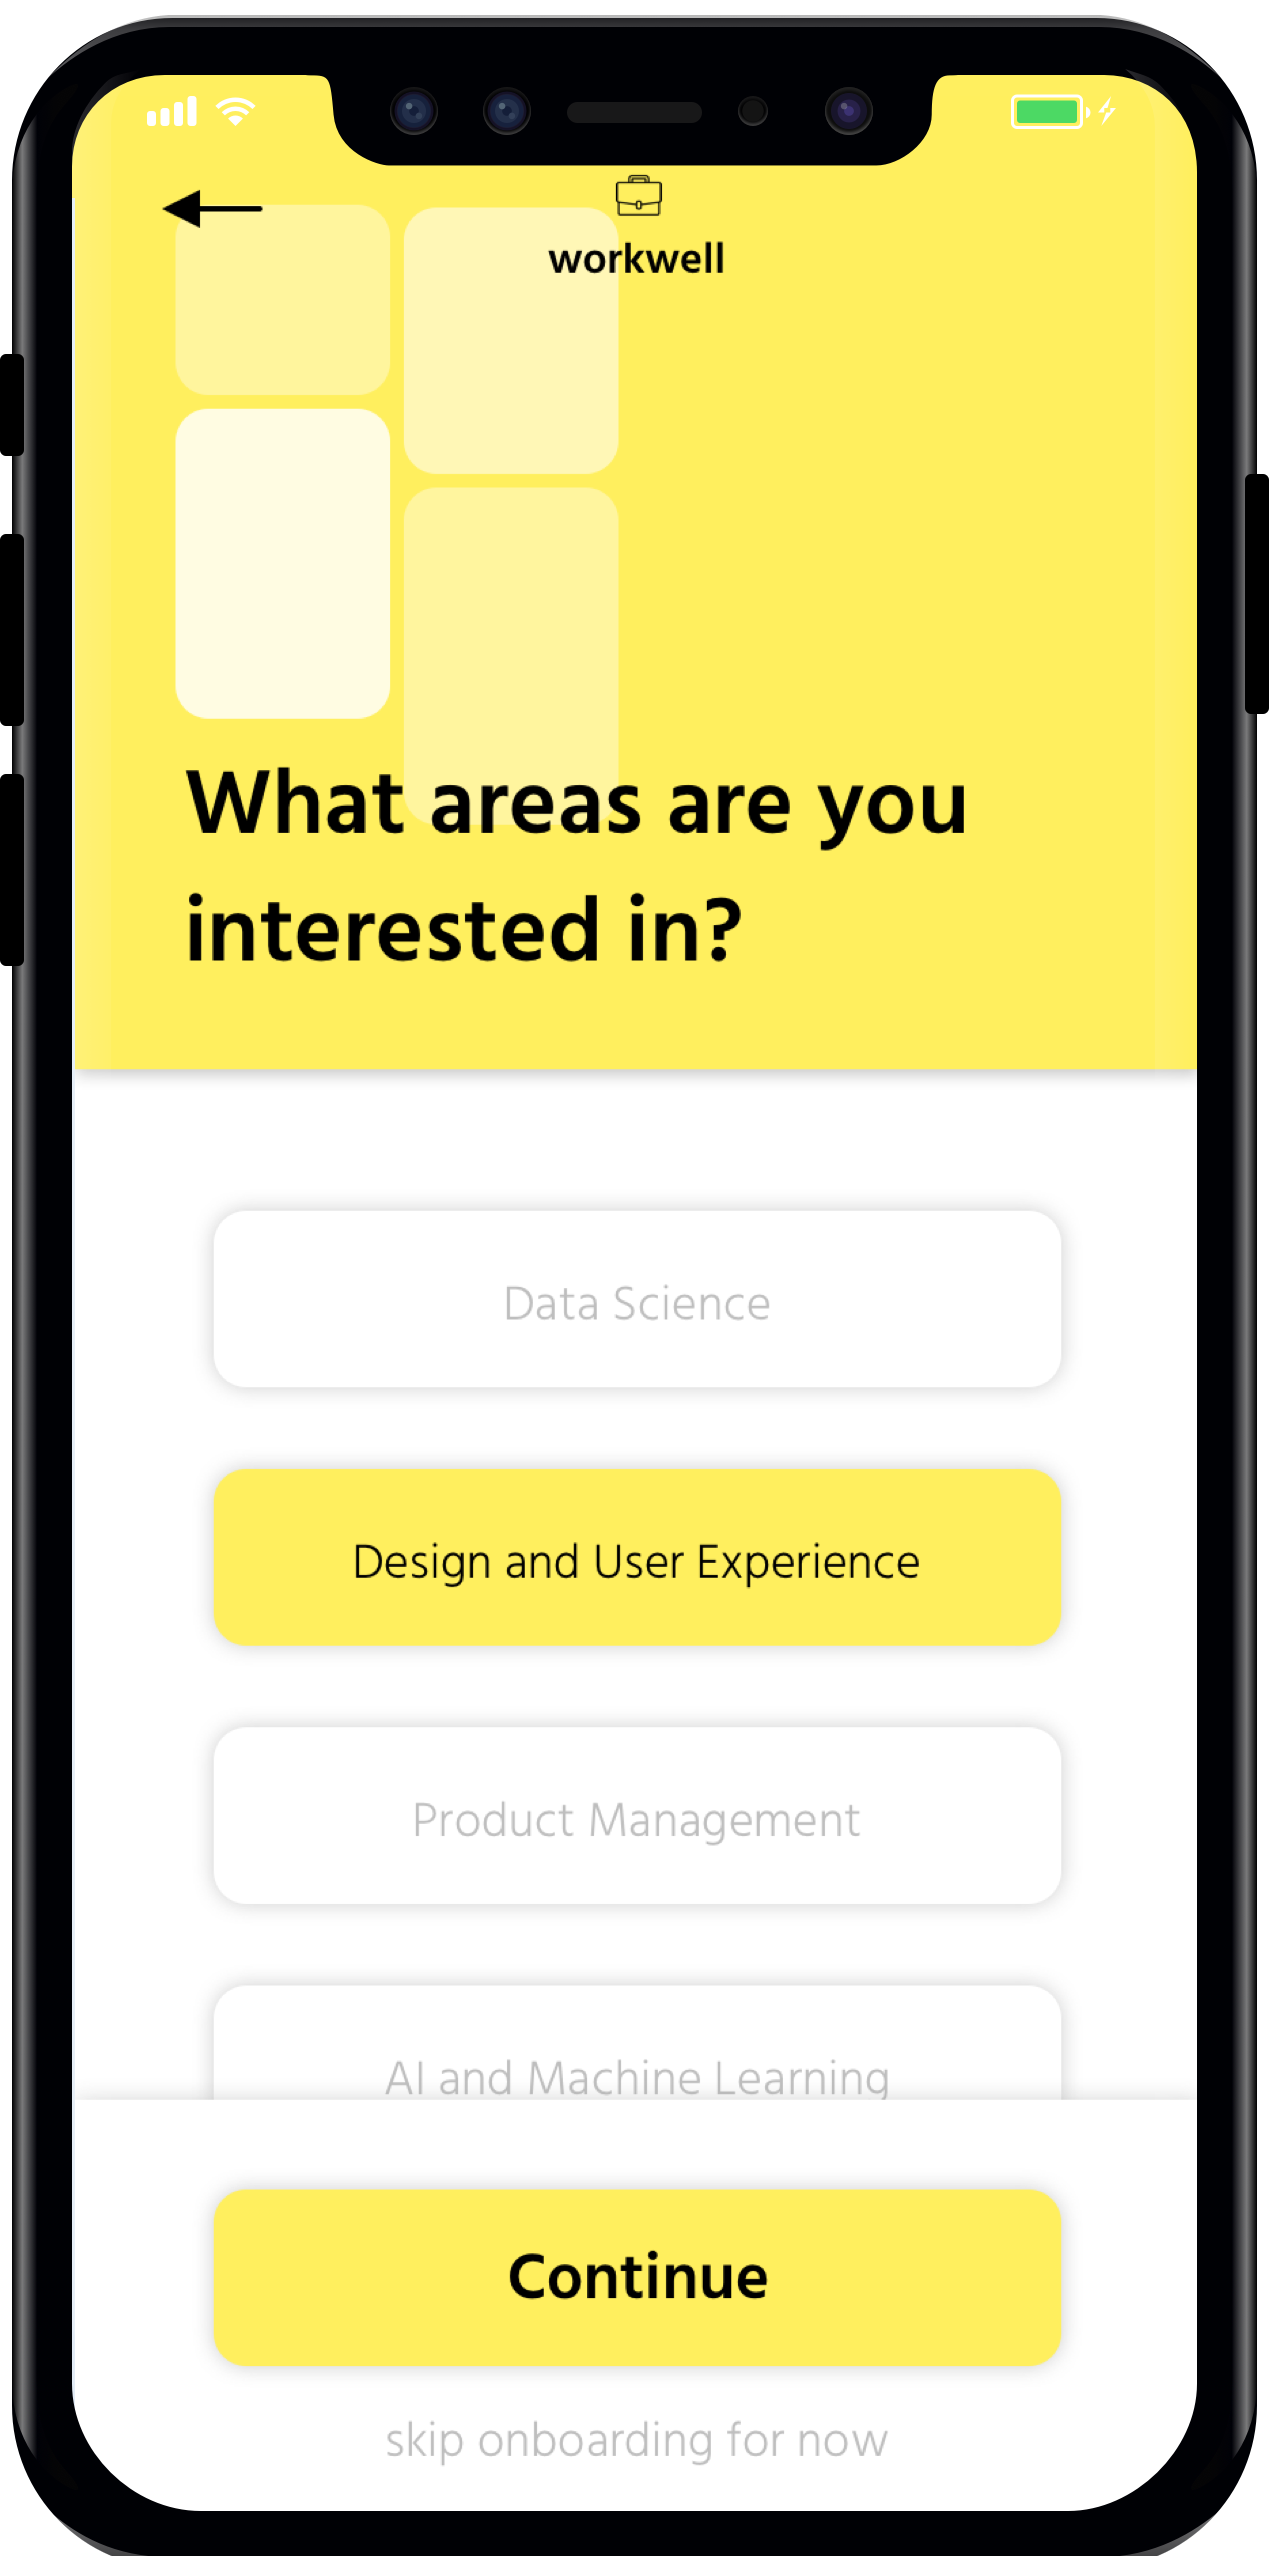 workwell
What areas are you
interested in?
Data Science
Design and User Experience
Product Management
AI and Machine Learning
Continue
skip onboarding for now